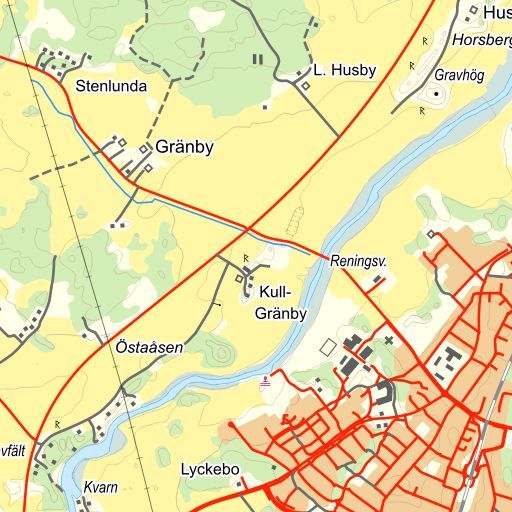 Hus
Horsberg
L. Husby
Gravhög
Stenlunda
Gränby
R
R
R
Reningsv.
R
Kull-
Gränby
Östaåsen
R
vfält
Lyckebo
R
Kvarn